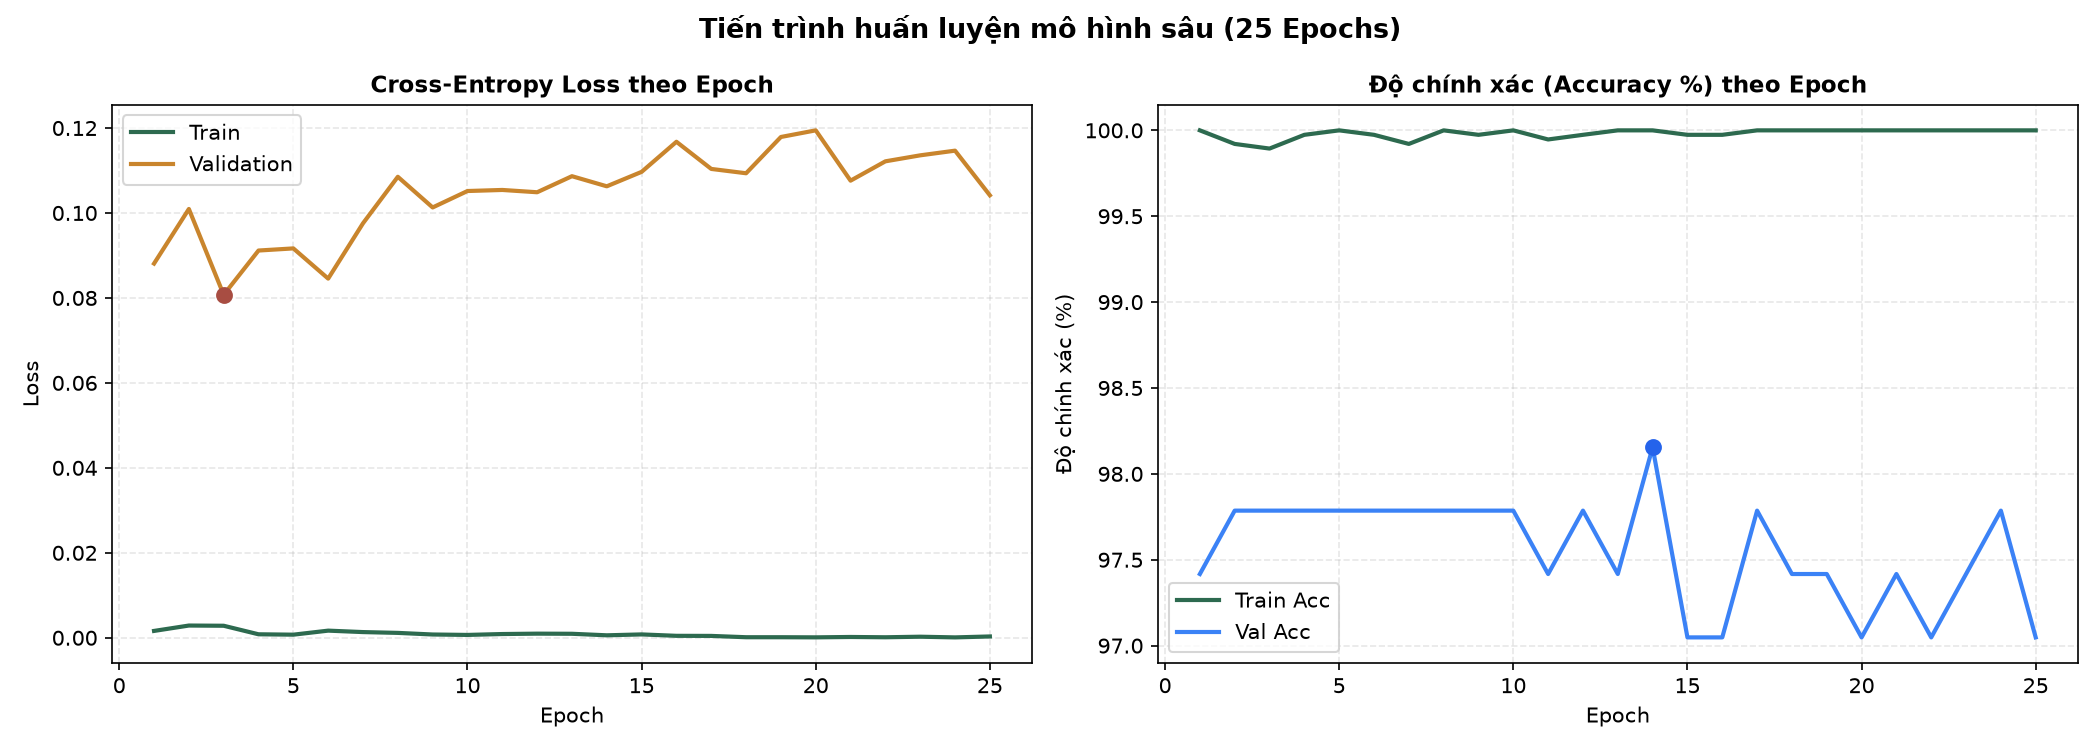 Tiến trình huấn luyện mô hình sâu (25 Epochs)
Cross-Entropy Loss theo Epoch
Train
Validation
Loss
0.12
0.10
0.08
0.06
0.04
0.02
0.00
0 5 10 15 20 25
Epoch
Độ chính xác (Accuracy %) theo Epoch
Độ chính xác (%)
100.0
99.5
99.0
98.5
98.0
97.5
97.0
Train Acc
Val Acc
0 5 10 15 20 25
Epoch